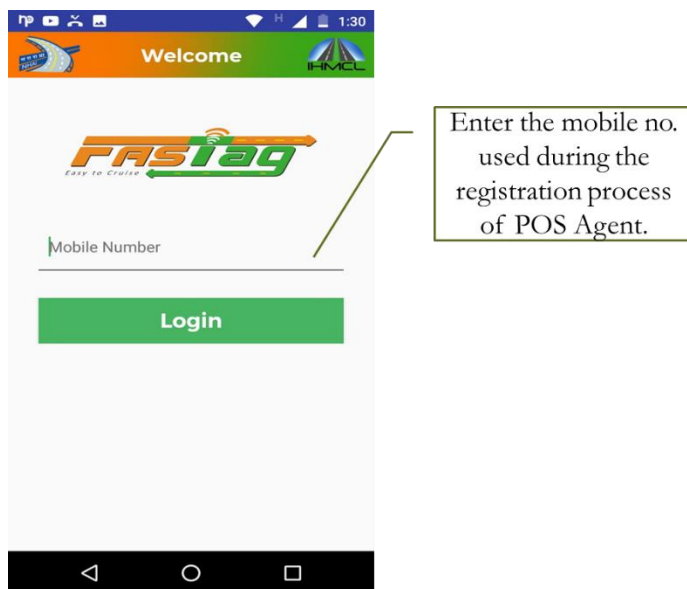 H 1:30
Welcome
IHMCL
FASTag
Easy to Cruise
Mobile Number
Login
Enter the mobile no.
used during the
registration process
of POS Agent.